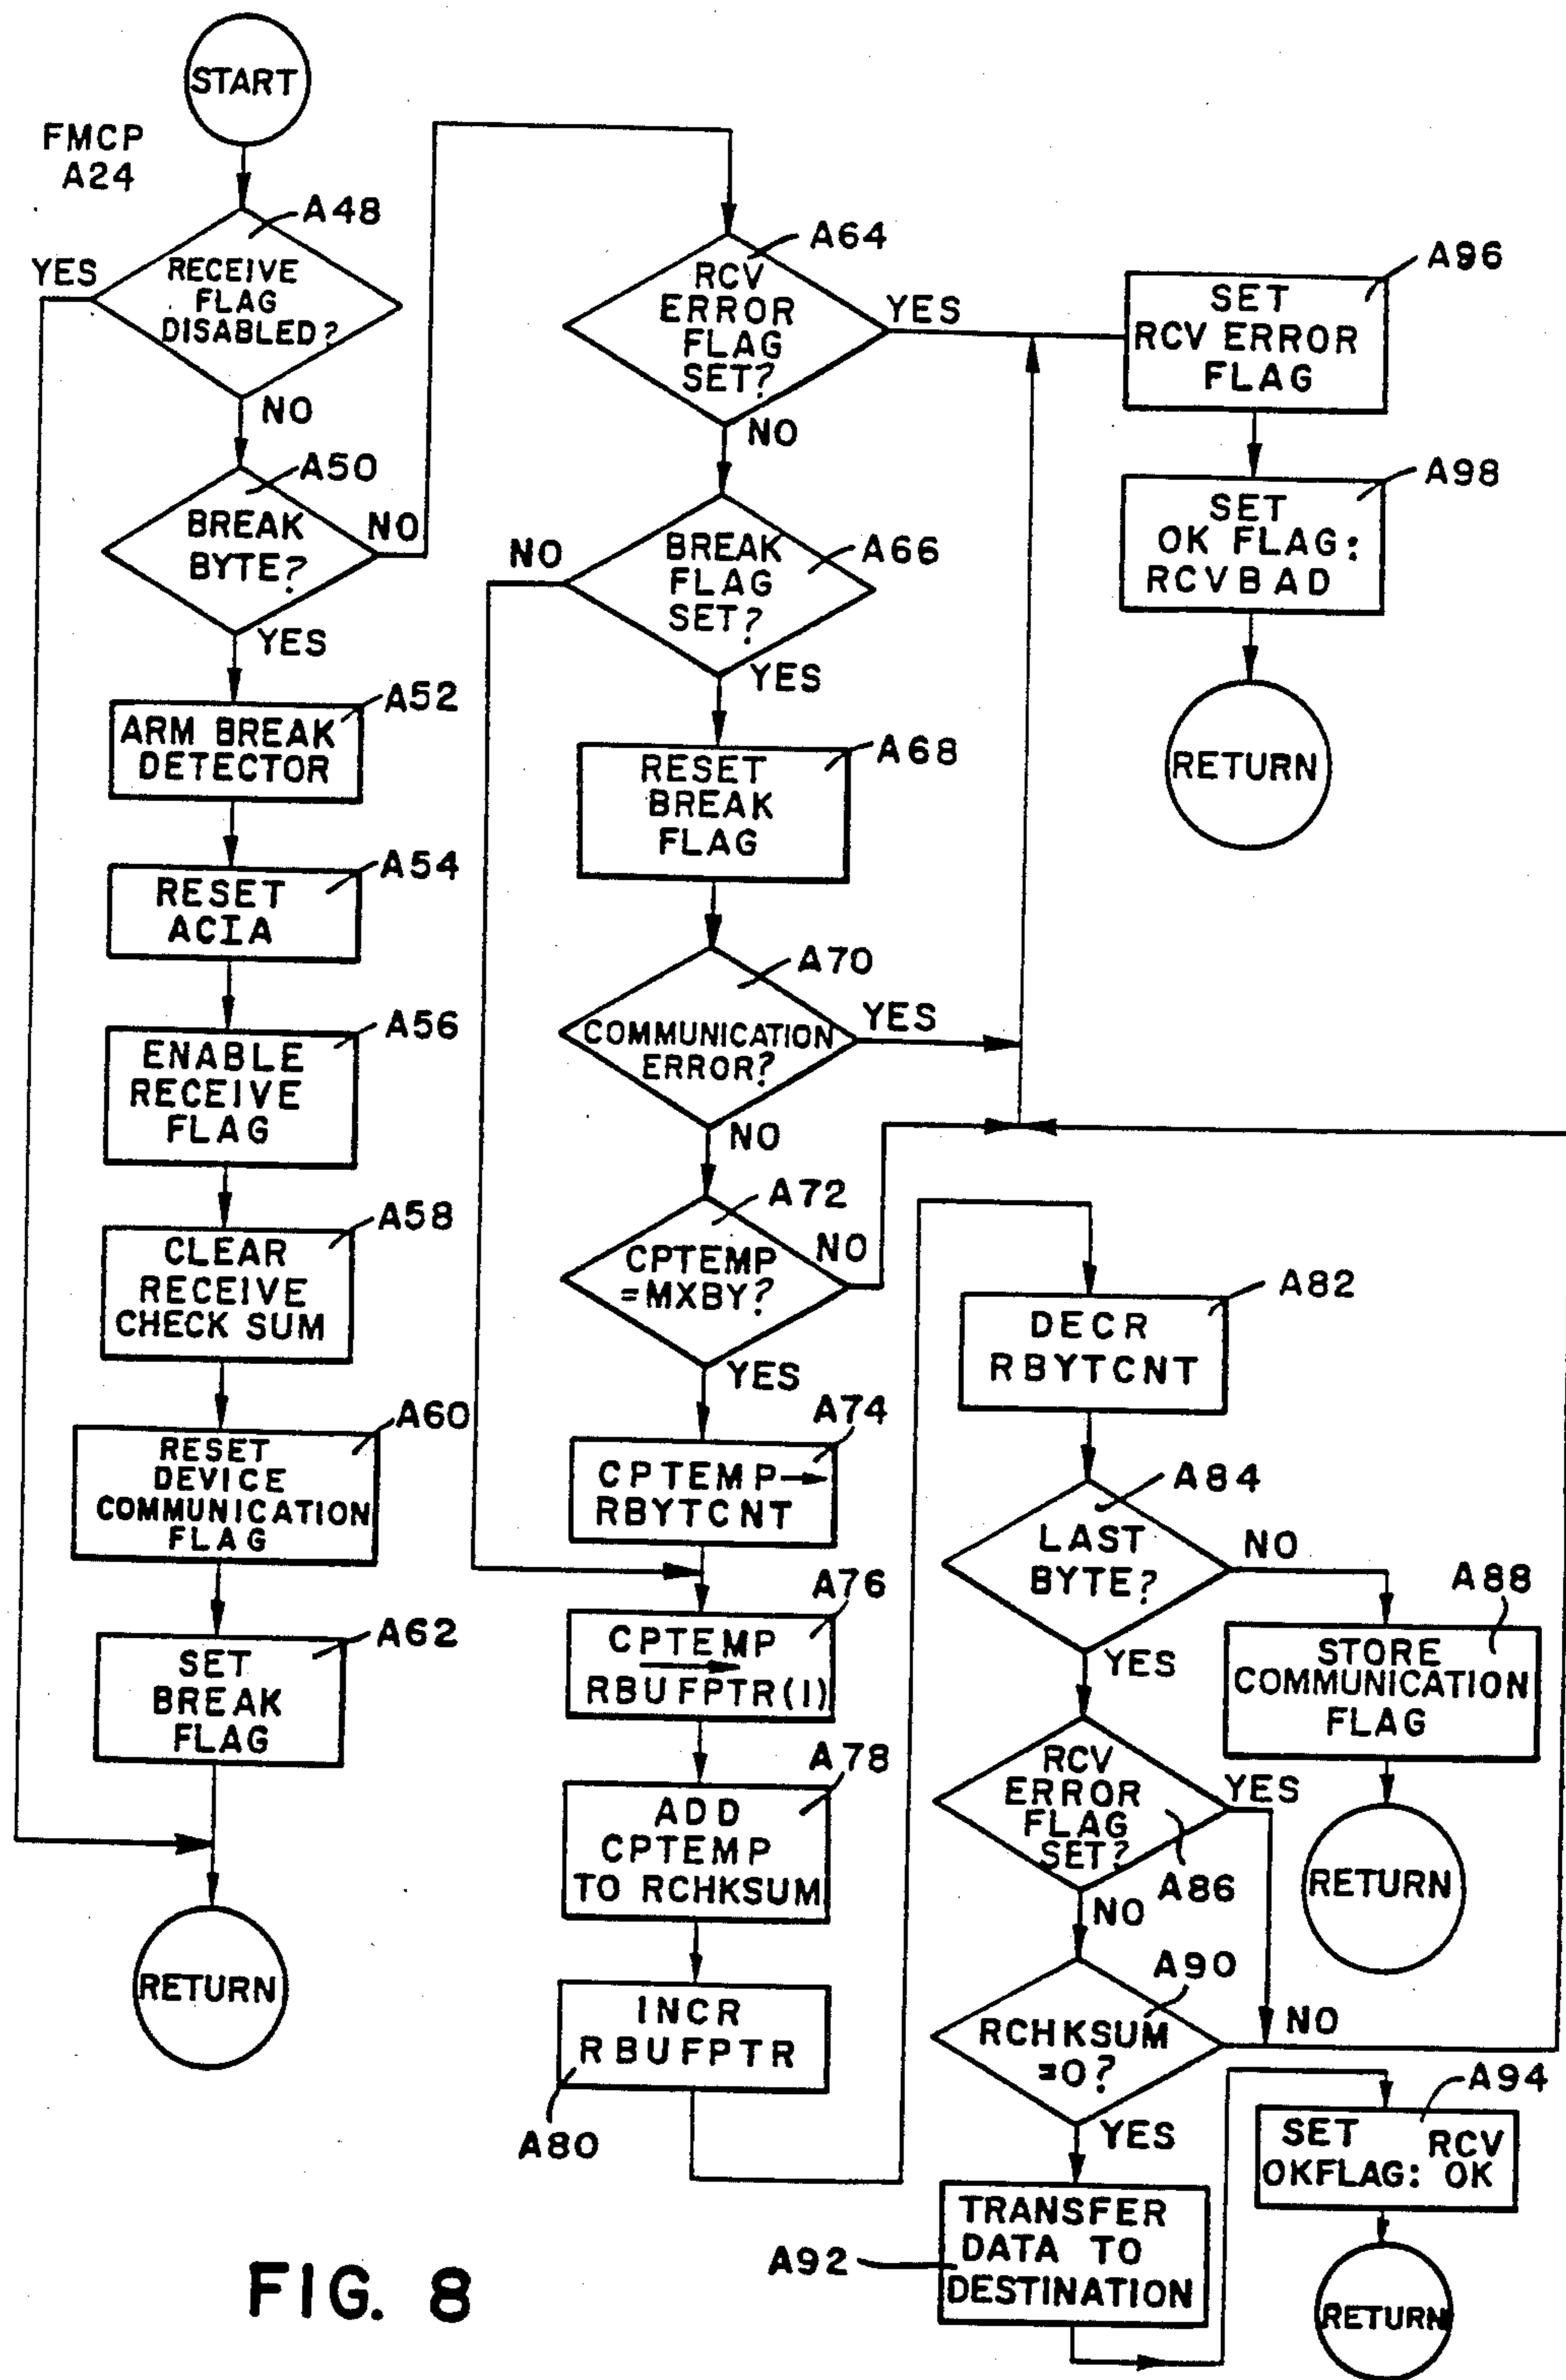 START
FMCP
A24
A48
YES
RECEIVE
FLAG
DISABLED?
NO
A50
BREAK
BYTE?
NO
YES
A52
ARM BREAK
DETECTOR
A54
RESET
ACIA
A56
ENABLE
RECEIVE
FLAG
A58
CLEAR
RECEIVE
CHECK SUM
A60
RESET
DEVICE
COMMUNICATION
FLAG
A62
SET
BREAK
FLAG
RETURN
A64
RCV
ERROR
FLAG
SET?
YES
NO
A66
NO
BREAK
FLAG
SET?
YES
A68
RESET
BREAK
FLAG
A70
COMMUNICATION
ERROR?
YES
NO
A72
CPTEMP
=MXBY?
NO
YES
A74
CPTEMP→
RBYTCNT
A76
CPTEMP
→
RBUFPTR(1)
A78
ADD
CPTEMP
TO RCHKSUM
INCR
RBUFPTR
A80
A96
SET
RCV ERROR
FLAG
A98
SET
OK FLAG:
RCVBAD
RETURN
A82
DECR
RBYTCNT
A84
LAST
BYTE?
NO
YES
A88
STORE
COMMUNICATION
FLAG
RETURN
RCV
ERROR
FLAG
SET?
YES
A86
NO
A90
RCHKSUM
=0?
NO
YES
A92
TRANSFER
DATA TO
DESTINATION
A94
SET RCV
OKFLAG: OK
RETURN
FIG. 8